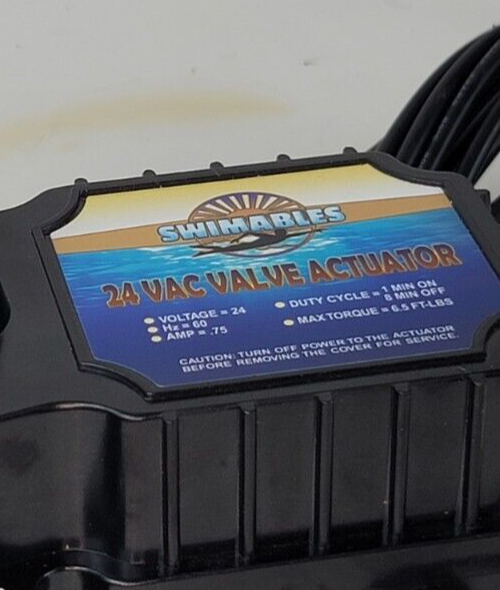 SWIMABLES
24 VAC VALVE ACTUATOR
VOLTAGE = 24
Hz = 60
AMP = .75
DUTY CYCLE = 1 MIN ON
8 MIN OFF
MAX TORQUE = 6.5 FT-LBS
CAUTION: TURN OFF POWER TO THE ACTUATOR
BEFORE REMOVING THE COVER FOR SERVICE.